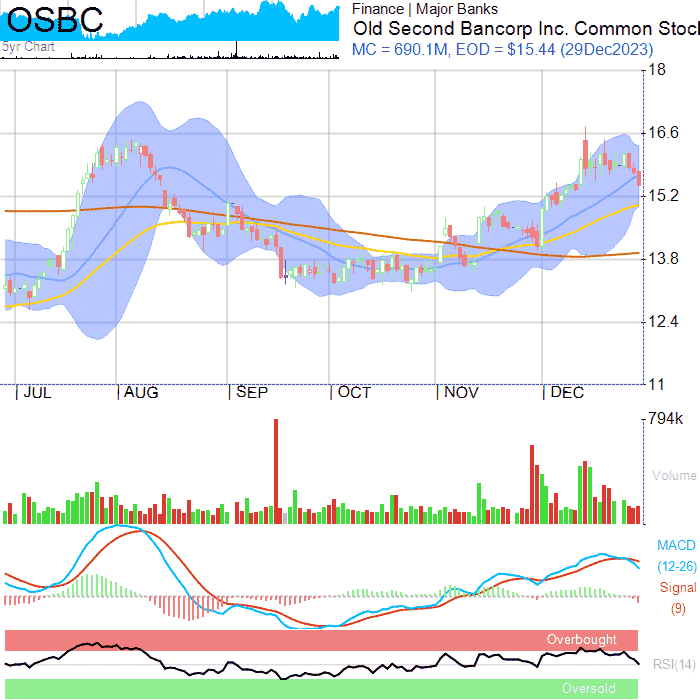 OSBC
5yr Chart
Finance | Major Banks
Old Second Bancorp Inc. Common Stocl
MC = 690.1M, EOD = $15.44 (29Dec2023)
18
16.6
15.2
13.8
12.4
11
JUL AUG SEP OCT NOV DEC
794k
Volume
MACD
(12-26)
Signal
(9)
Overbought
RSI(14)
Oversold